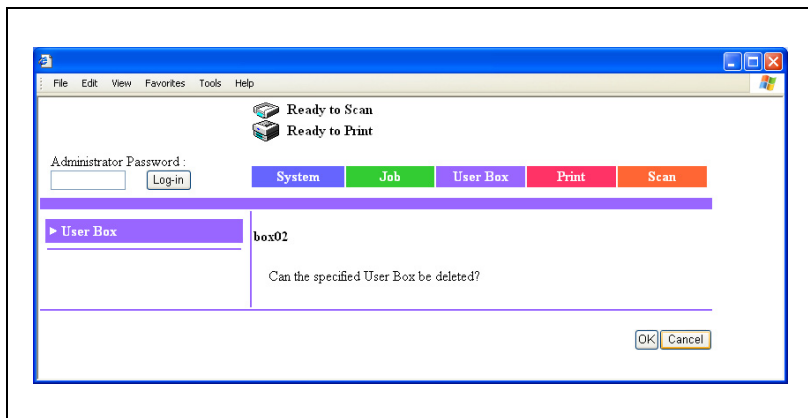 File Edit View Favorites Tools Help
Ready to Scan
Ready to Print
Administrator Password :
Log-in
System Job User Box Print Scan
User Box
box02
Can the specified User Box be deleted?
OK Cancel